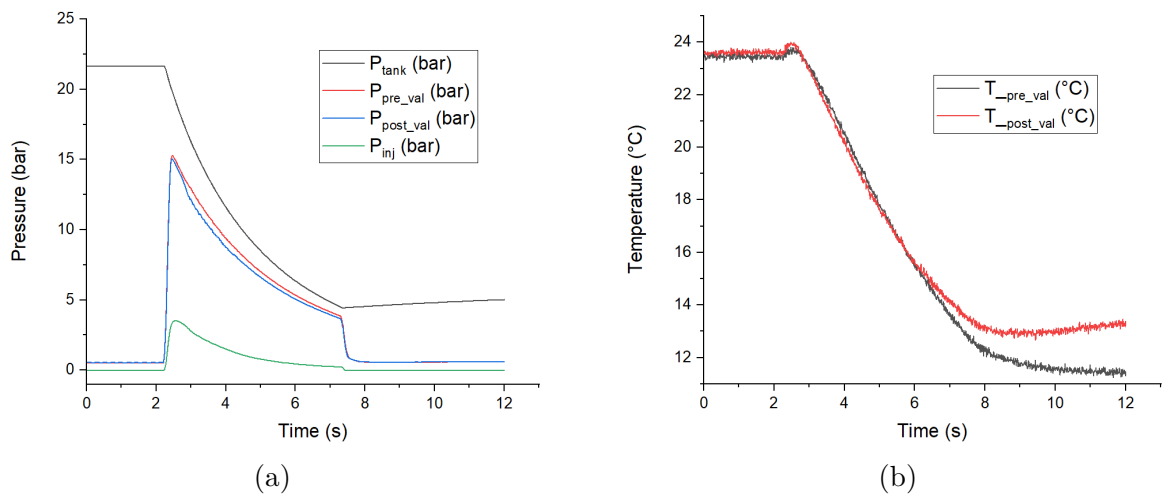 25
20
15
10
5
0
Pressure (bar)
P_tank (bar)
P_pre_val (bar)
P_post_val (bar)
P_inj (bar)
0 2 4 6 8 10 12
Time (s)
(a)
24
22
20
18
16
14
12
Temperature (°C)
T_pre_val (°C)
T_post_val (°C)
0 2 4 6 8 10 12
Time (s)
(b)